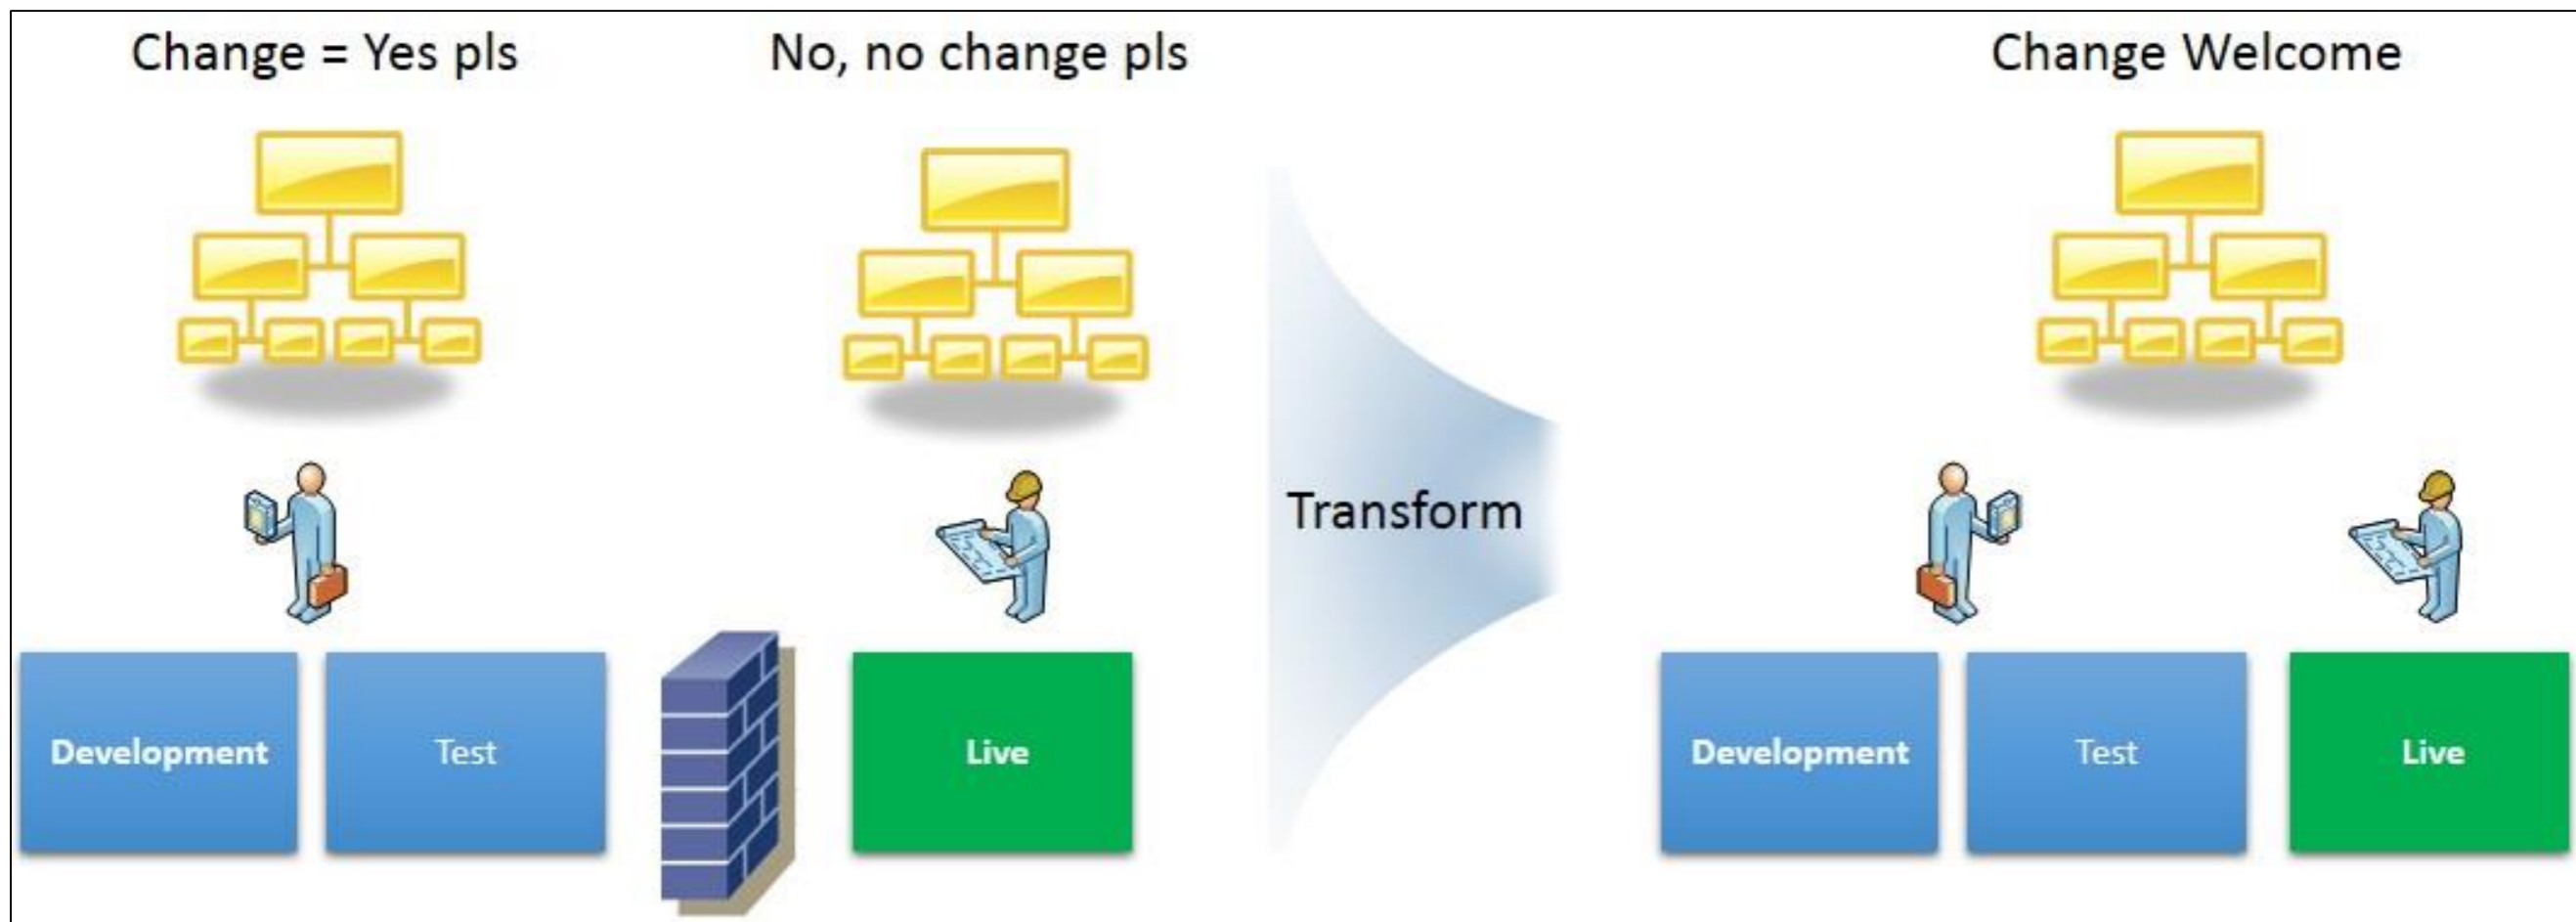 Change = Yes pls
No, no change pls
Change Welcome
Transform
Development
Test
Live
Development
Test
Live